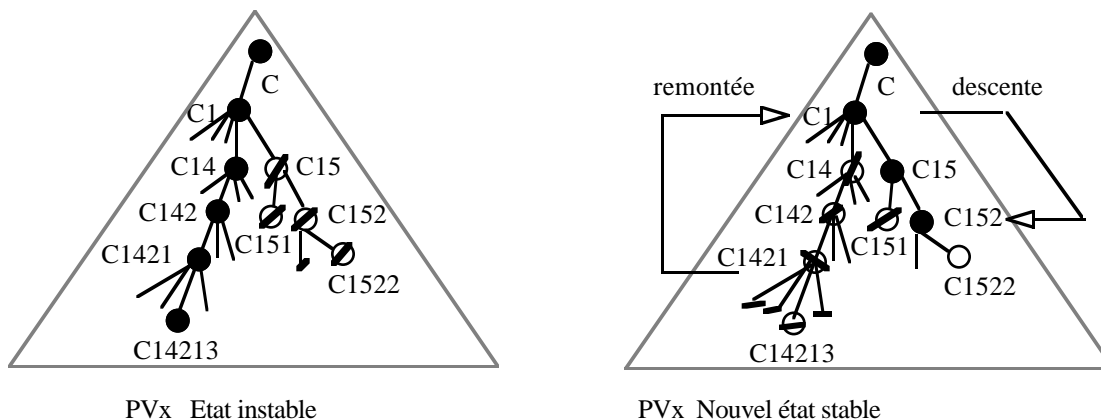 C
C1
C14
C15
C142
C152
C151
C1421
C1522
C14213
PVx Etat instable
remontée
descente
C
C1
C14
C15
C142
C152
C151
C1421
C1522
C14213
PVx Nouvel état stable